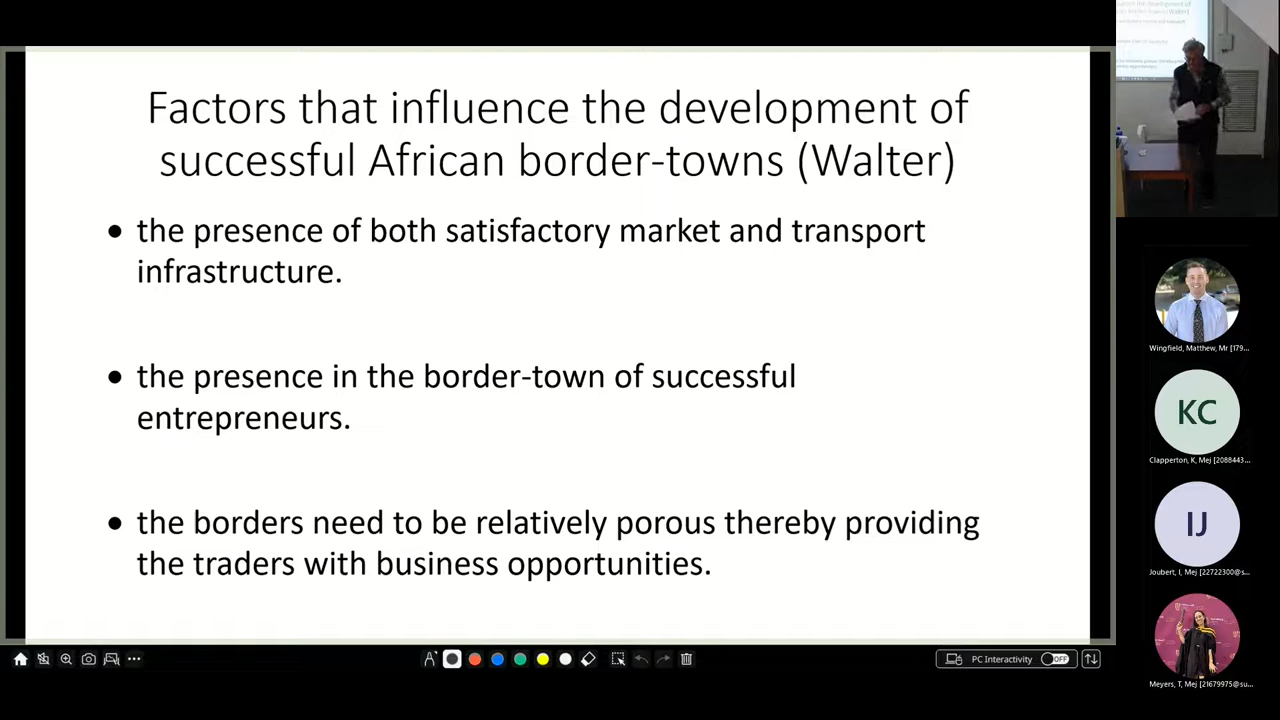 Factors that influence the development of
successful African border-towns (Walter)
• the presence of both satisfactory market and transport
infrastructure.
• the presence in the border-town of successful
entrepreneurs.
• the borders need to be relatively porous thereby providing
the traders with business opportunities.
PC Interactivity
OFF
Wingfield, Matthew, Mr [179...
KC
Clapperton, K, Mej [2088443...
IJ
Joubert, I, Mej [22722300@s...
Meyers, T, Mej [21679975@su...